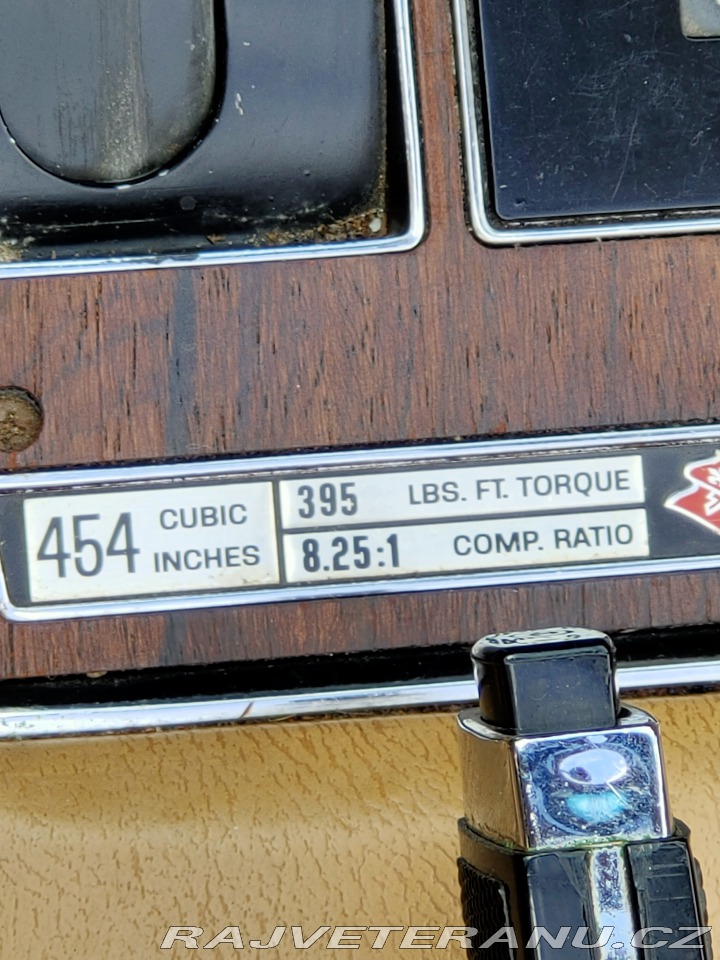 454 CUBIC INCHES
395 LBS. FT. TORQUE
8.25:1 COMP. RATIO
RAJVETERANU.CZ